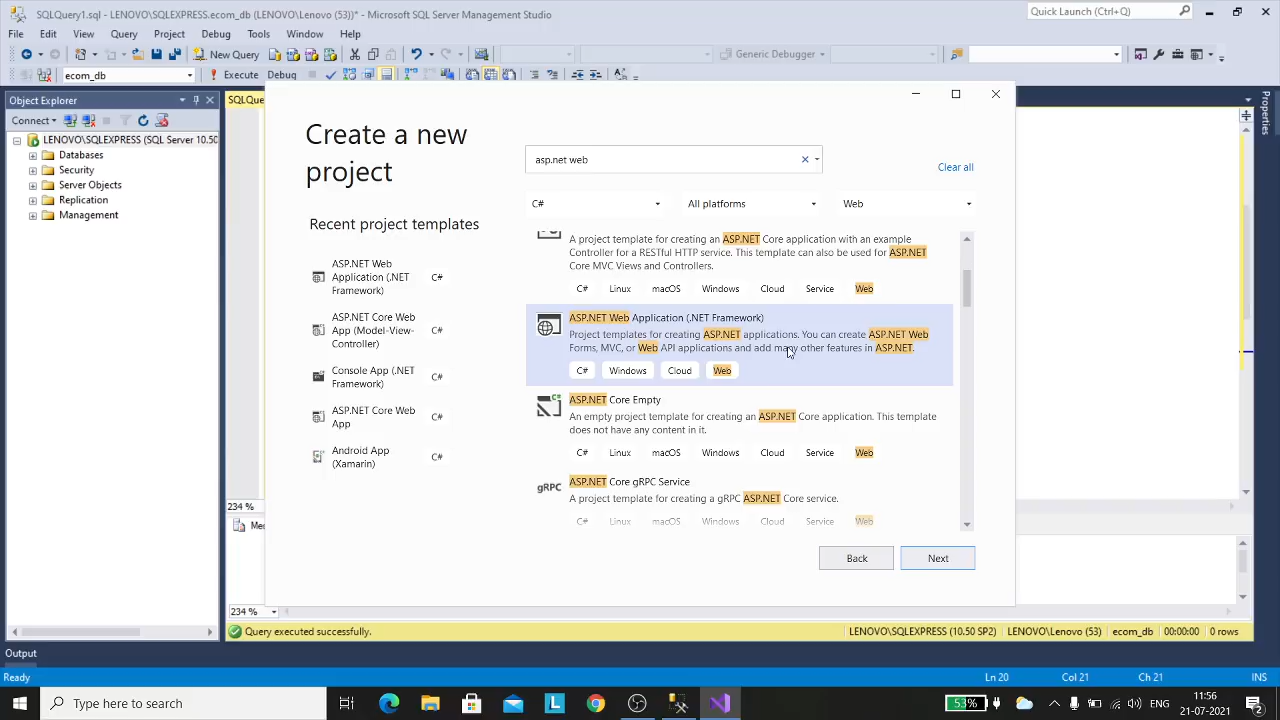 SQLQuery1.sql - LENOVO\SQLEXPRESS.ecom_db (LENOVO\Lenovo (53))* - Microsoft SQL Server Management Studio
Quick Launch (Ctrl+Q)
File Edit View Query Project Debug Tools Window Help
New Query
Generic Debugger
ecom_db
Execute Debug
Object Explorer
Connect
LENOVO\SQLEXPRESS (SQL Server 10.50
Databases
Security
Server Objects
Replication
Management
SQLQue
Properties
Create a new
project
asp.net web
Clear all
C# All platforms Web
Recent project templates
ASP.NET Web
Application (.NET
Framework)
C#
ASP.NET Core Web
App (Model-View-
Controller)
C#
Console App (.NET
Framework)
C#
ASP.NET Core Web
App
C#
Android App
(Xamarin)
C#
A project template for creating an ASP.NET Core application with an example
Controller for a RESTful HTTP service. This template can also be used for ASP.NET
Core MVC Views and Controllers.
C# Linux macOS Windows Cloud Service Web
ASP.NET Web Application (.NET Framework)
Project templates for creating ASP.NET applications. You can create ASP.NET Web
Forms, MVC, or Web API applications and add many other features in ASP.NET.
C# Windows Cloud Web
ASP.NET Core Empty
An empty project template for creating an ASP.NET Core application. This template
does not have any content in it.
C# Linux macOS Windows Cloud Service Web
gRPC
ASP.NET Core gRPC Service
A project template for creating a gRPC ASP.NET Core service.
C# Linux macOS Windows Cloud Service Web
Back Next
234 %
Me
234 %
Query executed successfully.
LENOVO\SQLEXPRESS (10.50 SP2) LENOVO\Lenovo (53) ecom_db 00:00:00 0 rows
Output
Ready
Ln 20 Col 21 Ch 21 INS
Type here to search
53%
ENG
11:56
21-07-2021